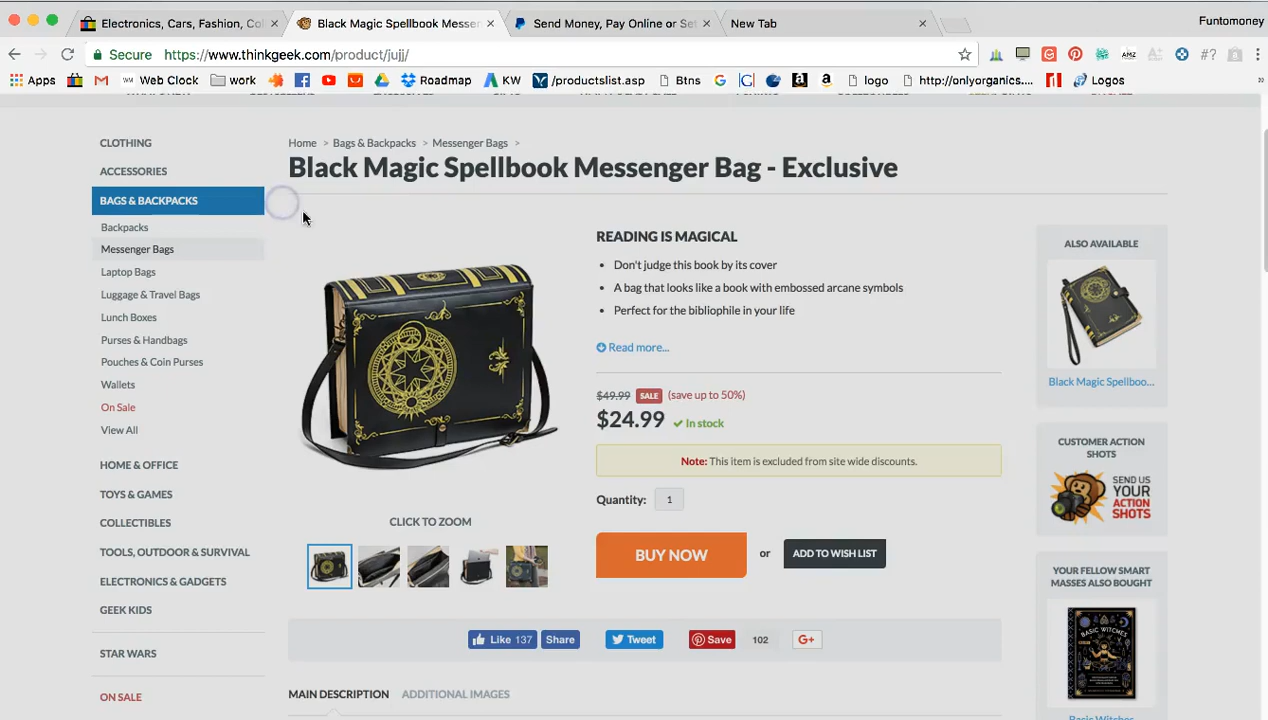 Electronics, Cars, Fashion, Col
Black Magic Spellbook Messen
Send Money, Pay Online or Set
New Tab
Funtomoney
Secure https://www.thinkgeek.com/product/jujj/
Apps
Web Clock
work
Roadmap
KW
/productslist.asp
Btns
logo
http://onlyorganics....
Logos
CLOTHING
ACCESSORIES
BAGS & BACKPACKS
Backpacks
Messenger Bags
Laptop Bags
Luggage & Travel Bags
Lunch Boxes
Purses & Handbags
Pouches & Coin Purses
Wallets
On Sale
View All
HOME & OFFICE
TOYS & GAMES
COLLECTIBLES
TOOLS, OUTDOOR & SURVIVAL
ELECTRONICS & GADGETS
GEEK KIDS
STAR WARS
ON SALE
Home > Bags & Backpacks > Messenger Bags >
Black Magic Spellbook Messenger Bag - Exclusive
CLICK TO ZOOM
READING IS MAGICAL
• Don't judge this book by its cover
• A bag that looks like a book with embossed arcane symbols
• Perfect for the bibliophile in your life
Read more...
$49.99 SALE (save up to 50%)
$24.99 ✓ In stock
Note: This item is excluded from site wide discounts.
Quantity: 1
BUY NOW or ADD TO WISH LIST
Like 137 Share Tweet Save 102 G+
MAIN DESCRIPTION ADDITIONAL IMAGES
ALSO AVAILABLE
Black Magic Spellboo...
CUSTOMER ACTION
SHOTS
SEND US
YOUR
ACTION
SHOTS
YOUR FELLOW SMART
MASSES ALSO BOUGHT
BASIC
WITCHES